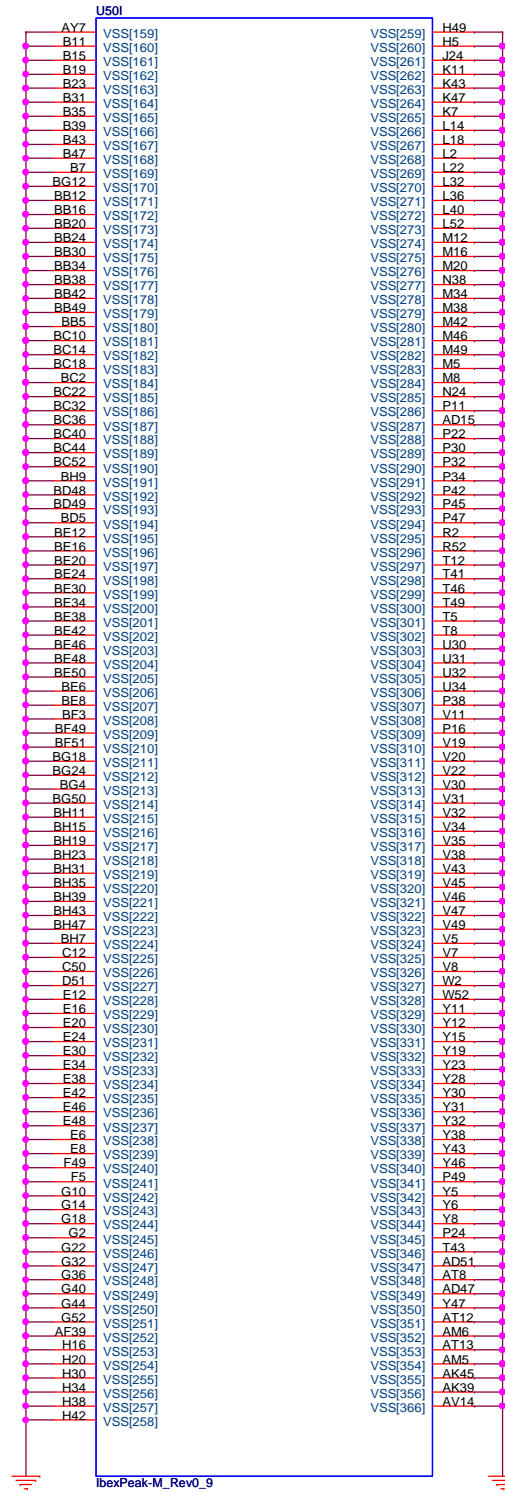 U50I
AY7 VSS[159] VSS[259] H49
B11 VSS[160] VSS[260] H5
B15 VSS[161] VSS[261] J24
B19 VSS[162] VSS[262] K11
B23 VSS[163] VSS[263] K43
B31 VSS[164] VSS[264] K47
B35 VSS[165] VSS[265] K7
B39 VSS[166] VSS[266] L14
B43 VSS[167] VSS[267] L18
B47 VSS[168] VSS[268] L2
B7 VSS[169] VSS[269] L22
BG12 VSS[170] VSS[270] L32
BB12 VSS[171] VSS[271] L36
BB16 VSS[172] VSS[272] L40
BB20 VSS[173] VSS[273] L52
BB24 VSS[174] VSS[274] M12
BB30 VSS[175] VSS[275] M16
BB34 VSS[176] VSS[276] M20
BB38 VSS[177] VSS[277] N38
BB42 VSS[178] VSS[278] M34
BB49 VSS[179] VSS[279] M38
BB5 VSS[180] VSS[280] M42
BC10 VSS[181] VSS[281] M46
BC14 VSS[182] VSS[282] M49
BC18 VSS[183] VSS[283] M5
BC2 VSS[184] VSS[284] M8
BC22 VSS[185] VSS[285] N24
BC32 VSS[186] VSS[286] P11
BC36 VSS[187] VSS[287] AD15
BC40 VSS[188] VSS[288] P22
BC44 VSS[189] VSS[289] P30
BC52 VSS[190] VSS[290] P32
BH9 VSS[191] VSS[291] P34
BD48 VSS[192] VSS[292] P42
BD49 VSS[193] VSS[293] P45
BD5 VSS[194] VSS[294] P47
BE12 VSS[195] VSS[295] R2
BE16 VSS[196] VSS[296] R52
BE20 VSS[197] VSS[297] T12
BE24 VSS[198] VSS[298] T41
BE30 VSS[199] VSS[299] T46
BE34 VSS[200] VSS[300] T49
BE38 VSS[201] VSS[301] T5
BE42 VSS[202] VSS[302] T8
BE46 VSS[203] VSS[303] U30
BE48 VSS[204] VSS[304] U31
BE50 VSS[205] VSS[305] U32
BE6 VSS[206] VSS[306] U34
BE8 VSS[207] VSS[307] P38
BF3 VSS[208] VSS[308] V11
BF49 VSS[209] VSS[309] P16
BF51 VSS[210] VSS[310] V19
BG18 VSS[211] VSS[311] V20
BG24 VSS[212] VSS[312] V22
BG4 VSS[213] VSS[313] V30
BG50 VSS[214] VSS[314] V31
BH11 VSS[215] VSS[315] V32
BH15 VSS[216] VSS[316] V34
BH19 VSS[217] VSS[317] V35
BH23 VSS[218] VSS[318] V38
BH31 VSS[219] VSS[319] V43
BH35 VSS[220] VSS[320] V45
BH39 VSS[221] VSS[321] V46
BH43 VSS[222] VSS[322] V47
BH47 VSS[223] VSS[323] V49
BH7 VSS[224] VSS[324] V5
C12 VSS[225] VSS[325] V7
C50 VSS[226] VSS[326] V8
D51 VSS[227] VSS[327] W2
E12 VSS[228] VSS[328] W52
E16 VSS[229] VSS[329] Y11
E20 VSS[230] VSS[330] Y12
E24 VSS[231] VSS[331] Y15
E30 VSS[232] VSS[332] Y19
E34 VSS[233] VSS[333] Y23
E38 VSS[234] VSS[334] Y28
E42 VSS[235] VSS[335] Y30
E46 VSS[236] VSS[336] Y31
E48 VSS[237] VSS[337] Y32
E6 VSS[238] VSS[338] Y38
E8 VSS[239] VSS[339] Y43
F49 VSS[240] VSS[340] Y46
F5 VSS[241] VSS[341] P49
G10 VSS[242] VSS[342] Y5
G14 VSS[243] VSS[343] Y6
G18 VSS[244] VSS[344] Y8
G2 VSS[245] VSS[345] P24
G22 VSS[246] VSS[346] T43
G32 VSS[247] VSS[347] AD51
G36 VSS[248] VSS[348] AT8
G40 VSS[249] VSS[349] AD47
G44 VSS[250] VSS[350] Y47
G52 VSS[251] VSS[351] AT12
AF39 VSS[252] VSS[352] AM6
H16 VSS[253] VSS[353] AT13
H20 VSS[254] VSS[354] AM5
H30 VSS[255] VSS[355] AK45
H34 VSS[256] VSS[356] AK39
H38 VSS[257] VSS[366] AV14
H42 VSS[258]
IbexPeak-M_Rev0_9